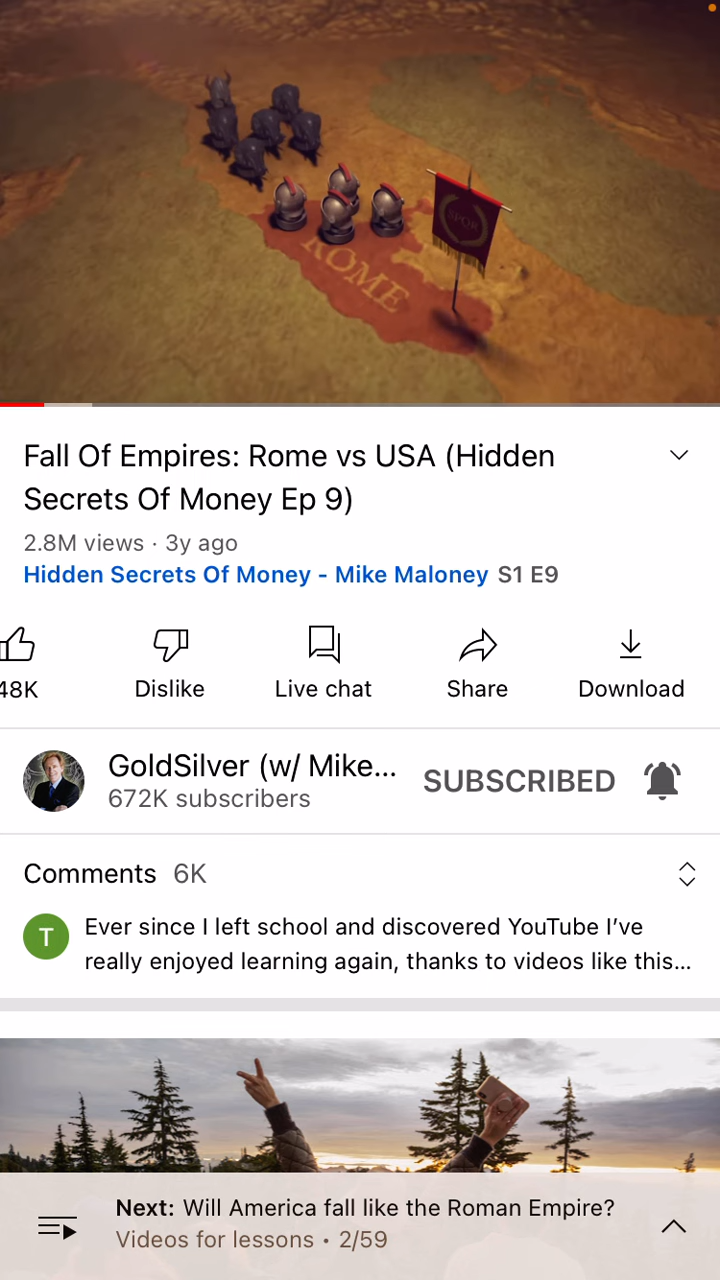 SPQR
ROME
Fall Of Empires: Rome vs USA (Hidden
Secrets Of Money Ep 9)
2.8M views · 3y ago
Hidden Secrets Of Money - Mike Maloney S1 E9
48K
Dislike
Live chat
Share
Download
GoldSilver (w/ Mike...
SUBSCRIBED
672K subscribers
Comments 6K
T
Ever since I left school and discovered YouTube I’ve
really enjoyed learning again, thanks to videos like this...
Next: Will America fall like the Roman Empire?
Videos for lessons • 2/59